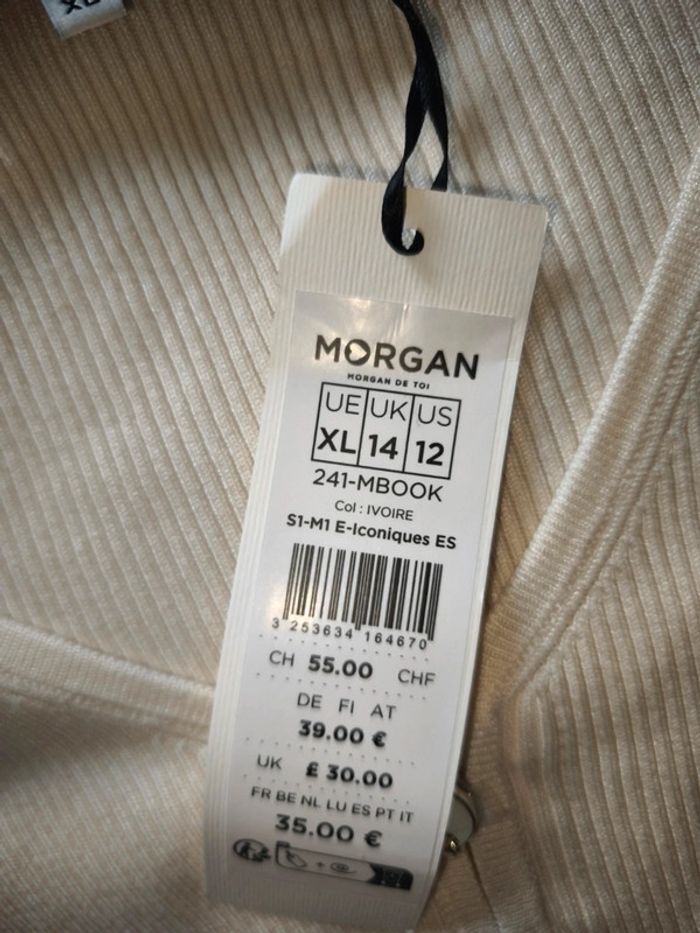 XL
MORGAN
MORGAN DE TOI
UE UK US
XL 14 12
241-MBOOK
Col : IVOIRE
S1-M1 E-Iconiques ES
3 253634 164670
CH 55.00 CHF
DE FI AT
39.00 €
UK £ 30.00
FR BE NL LU ES PT IT
35.00 €